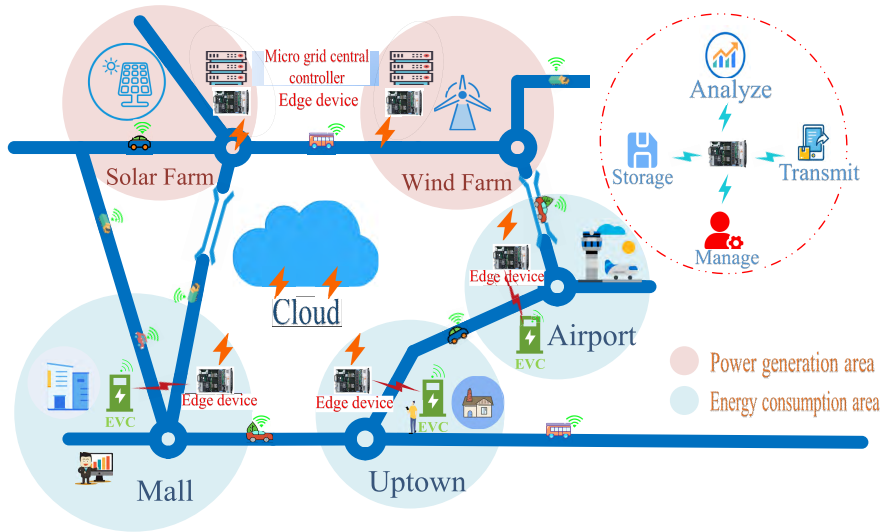 Micro grid central
controller
Edge device
Solar Farm
Wind Farm
Analyze
Storage
Transmit
Manage
Cloud
Edge device
EVC
Airport
Edge device
EVC
Mall
Edge device
EVC
Uptown
Power generation area
Energy consumption area